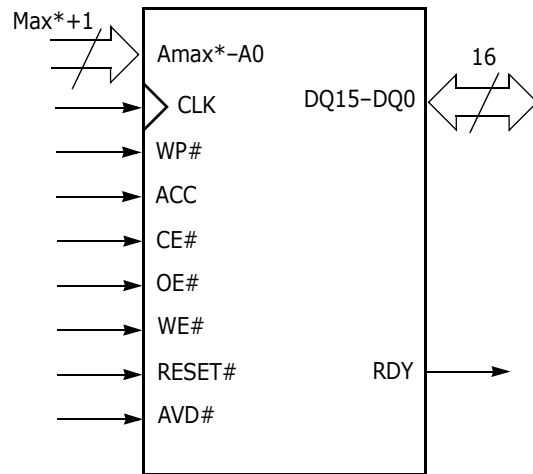 Max*+1
Amax*–A0
16
CLK
DQ15–DQ0
WP#
ACC
CE#
OE#
WE#
RESET#
RDY
AVD#